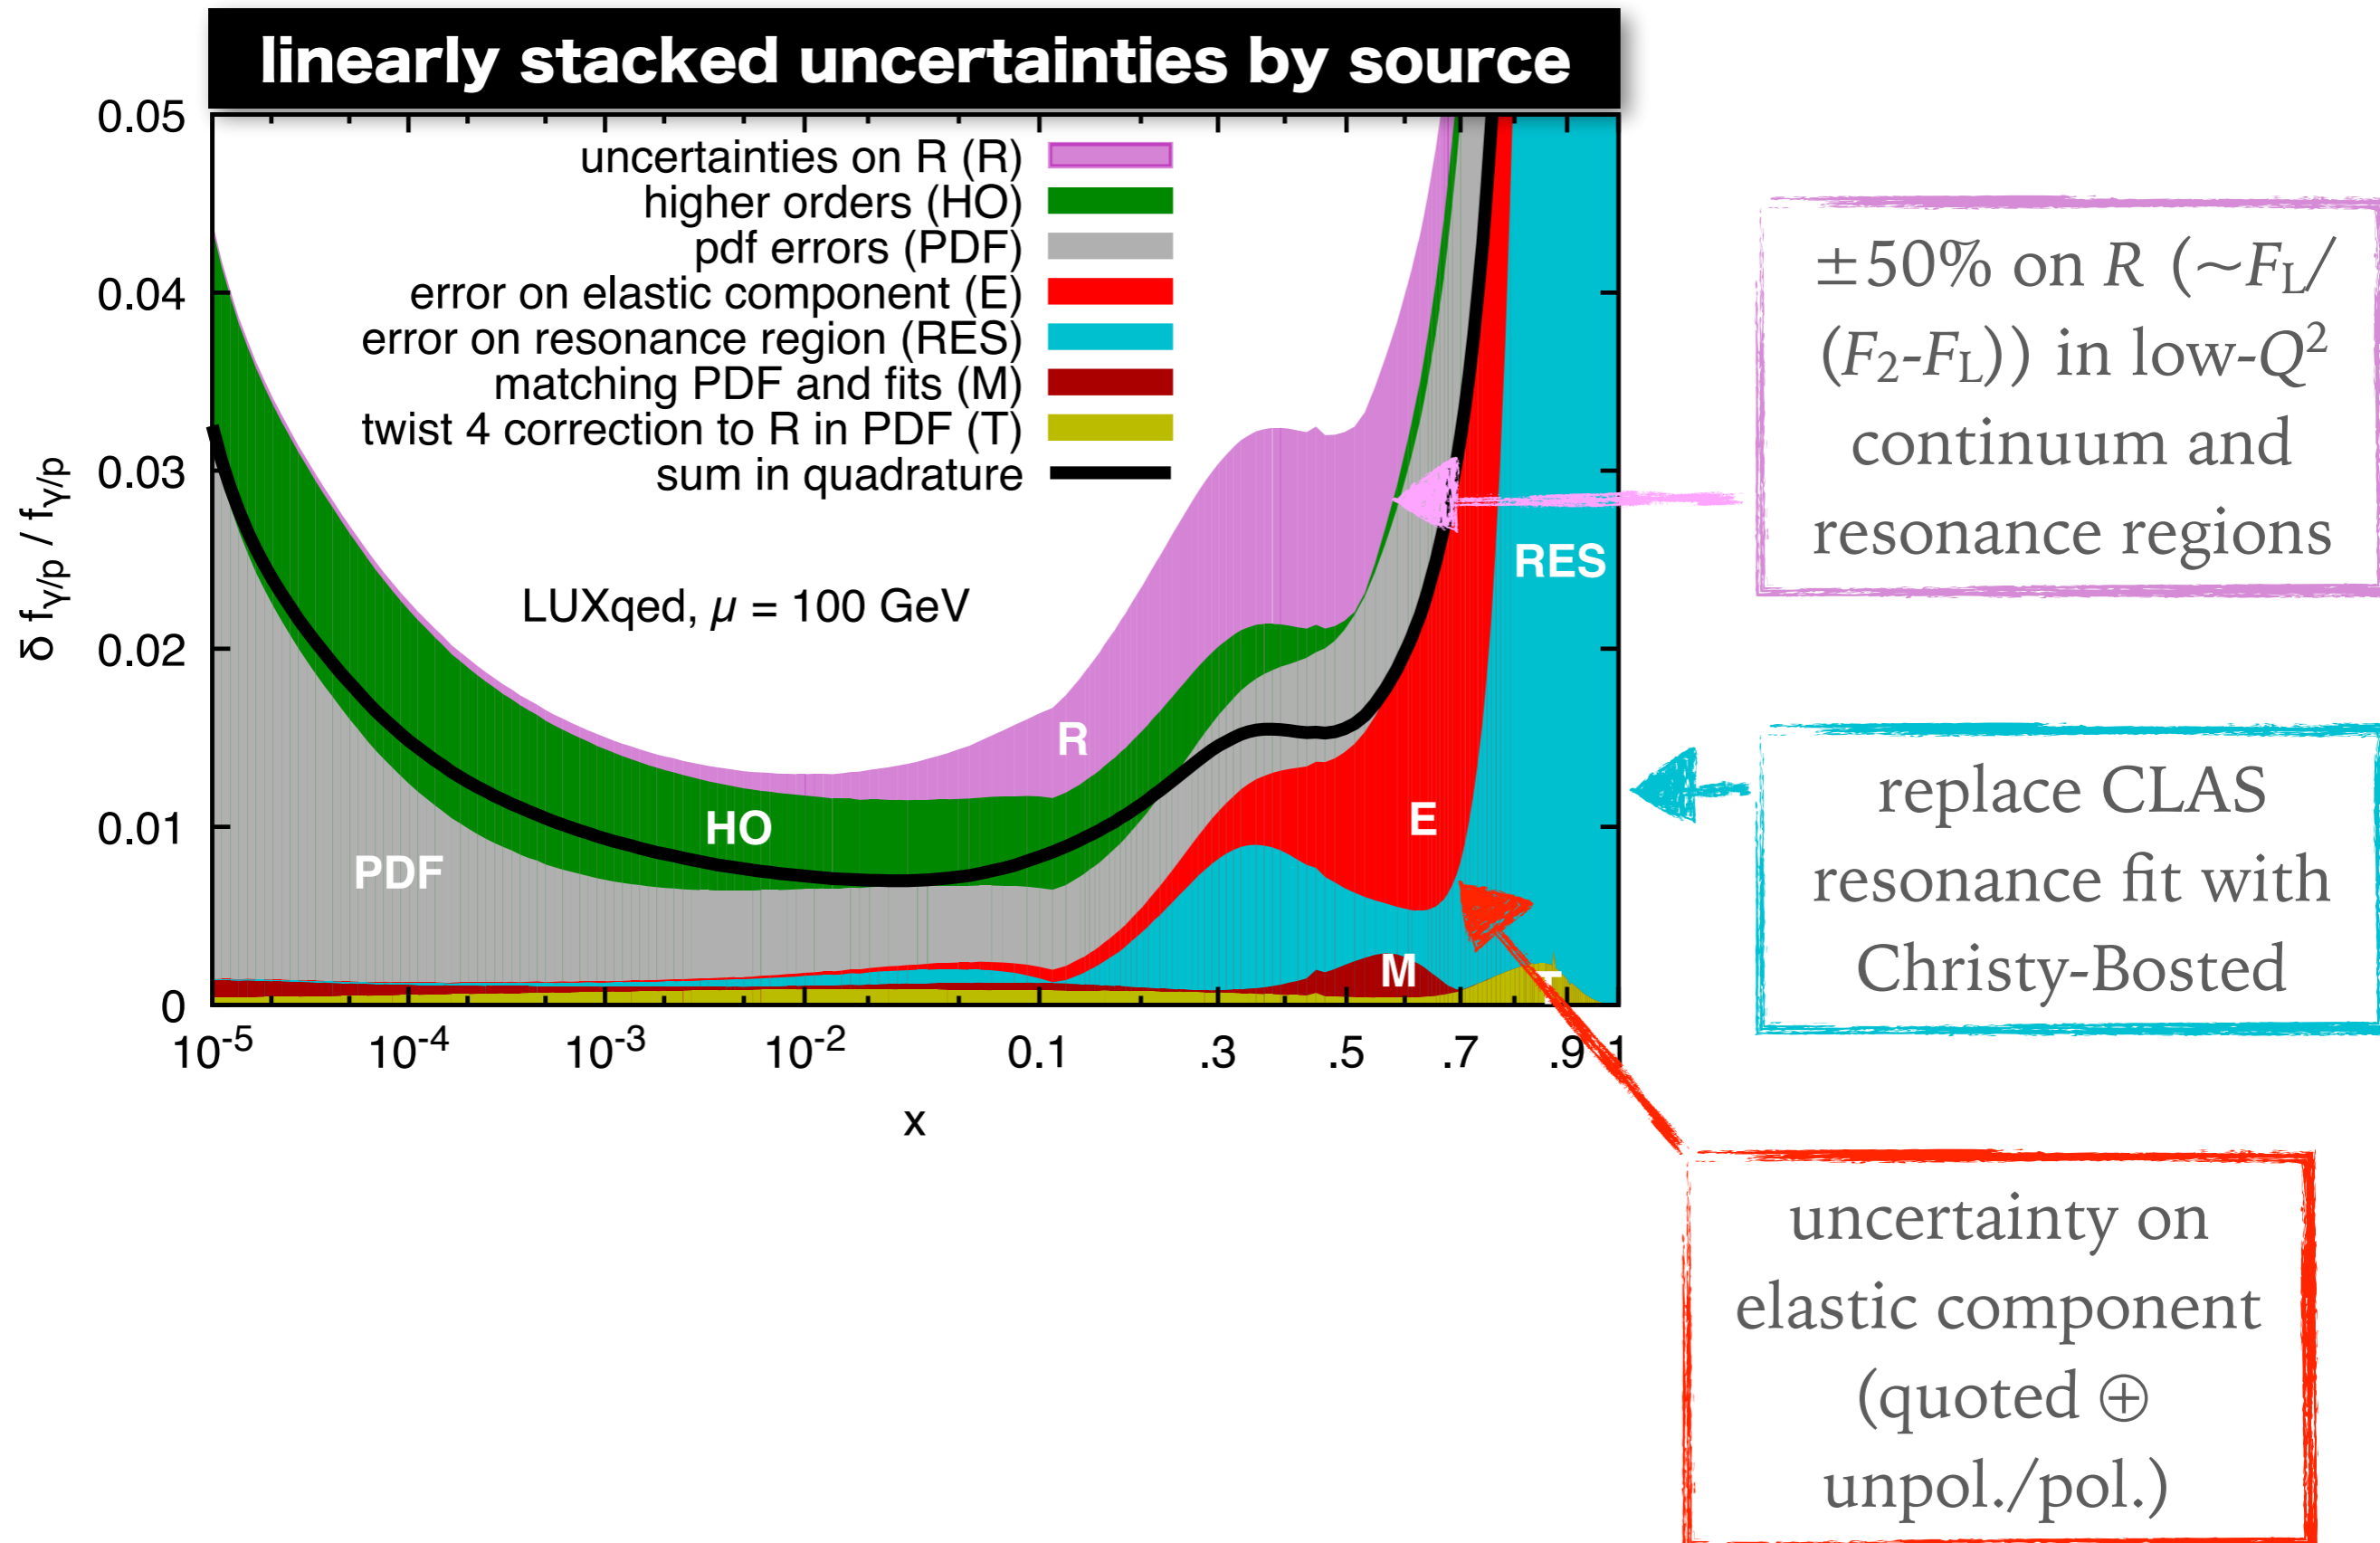 linearly stacked uncertainties by source
0.05
0.04
0.03
0.02
0.01
0
δ fγ/p / fγ/p
uncertainties on R (R)
higher orders (HO)
pdf errors (PDF)
error on elastic component (E)
error on resonance region (RES)
matching PDF and fits (M)
twist 4 correction to R in PDF (T)
sum in quadrature
LUXqed, μ = 100 GeV
RES
R
HO
E
PDF
M
T
10⁻⁵ 10⁻⁴ 10⁻³ 10⁻² 0.1 .3 .5 .7 .9 1
x
±50% on R (~F_L/
(F₂-F_L)) in low-Q²
continuum and
resonance regions
replace CLAS
resonance fit with
Christy-Bosted
uncertainty on
elastic component
(quoted ⊕
unpol./pol.)